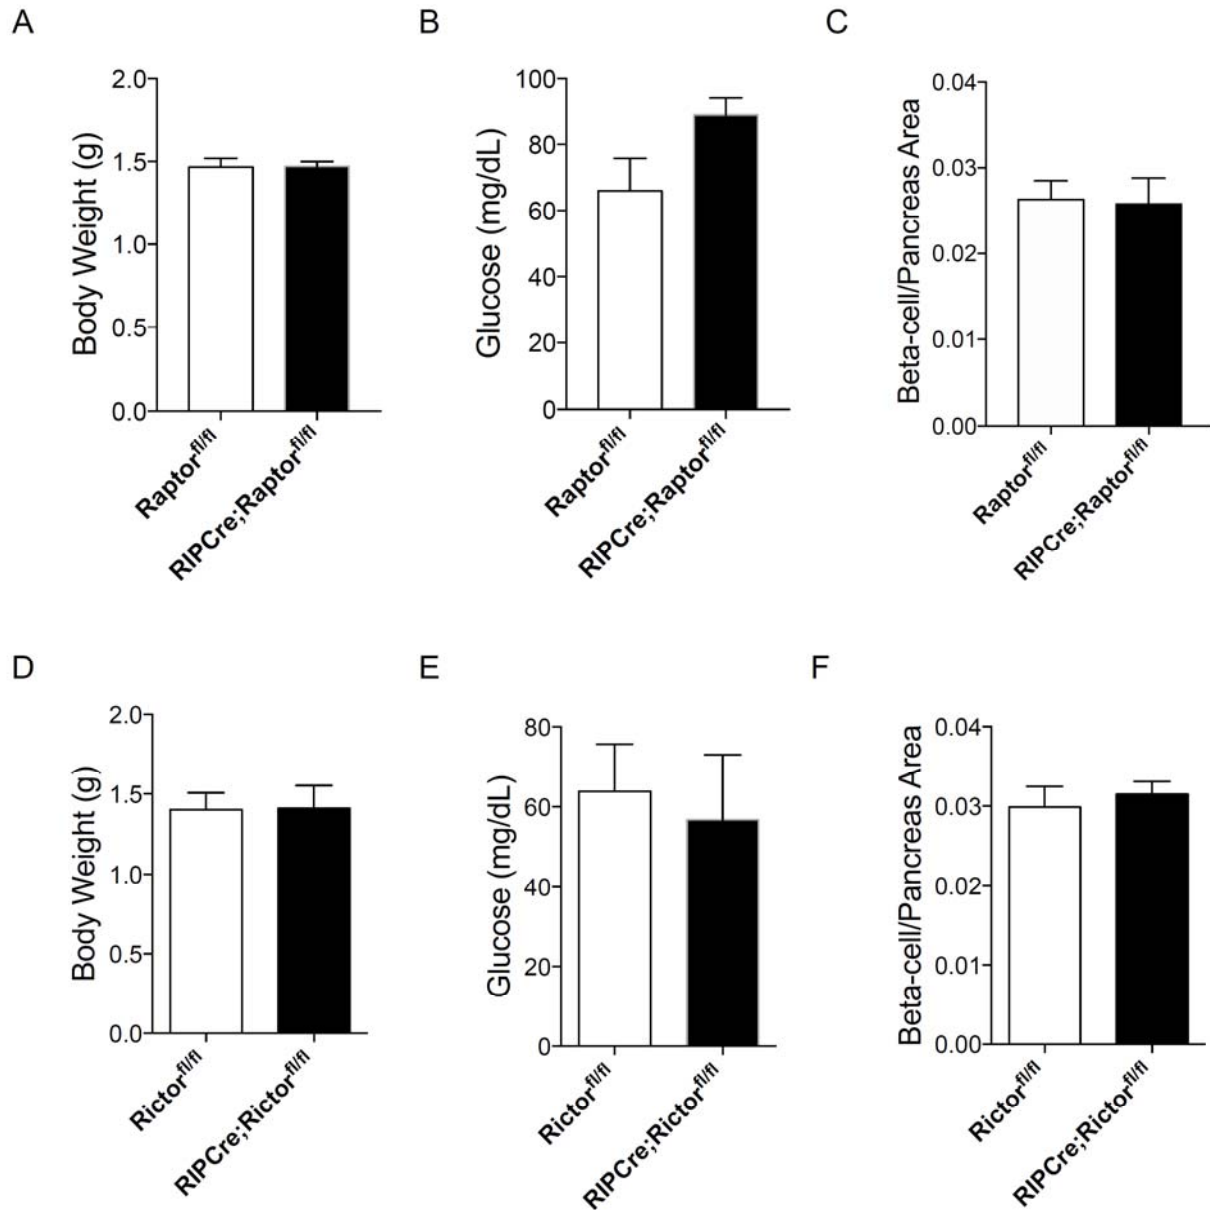 A
Body Weight (g)
2.0
1.5
1.0
0.5
0.0
Raptorfl/fl
RIPCre;Raptorfl/fl
B
Glucose (mg/dL)
100
80
60
40
20
0
Raptorfl/fl
RIPCre;Raptorfl/fl
C
Beta-cell/Pancreas Area
0.04
0.03
0.02
0.01
0.00
Raptorfl/fl
RIPCre;Raptorfl/fl
D
Body Weight (g)
2.0
1.5
1.0
0.5
0.0
Rictorfl/fl
RIPCre;Rictorfl/fl
E
Glucose (mg/dL)
80
60
40
20
0
Rictorfl/fl
RIPCre;Rictorfl/fl
F
Beta-cell/Pancreas Area
0.04
0.03
0.02
0.01
0.00
Rictorfl/fl
RIPCre;Rictorfl/fl